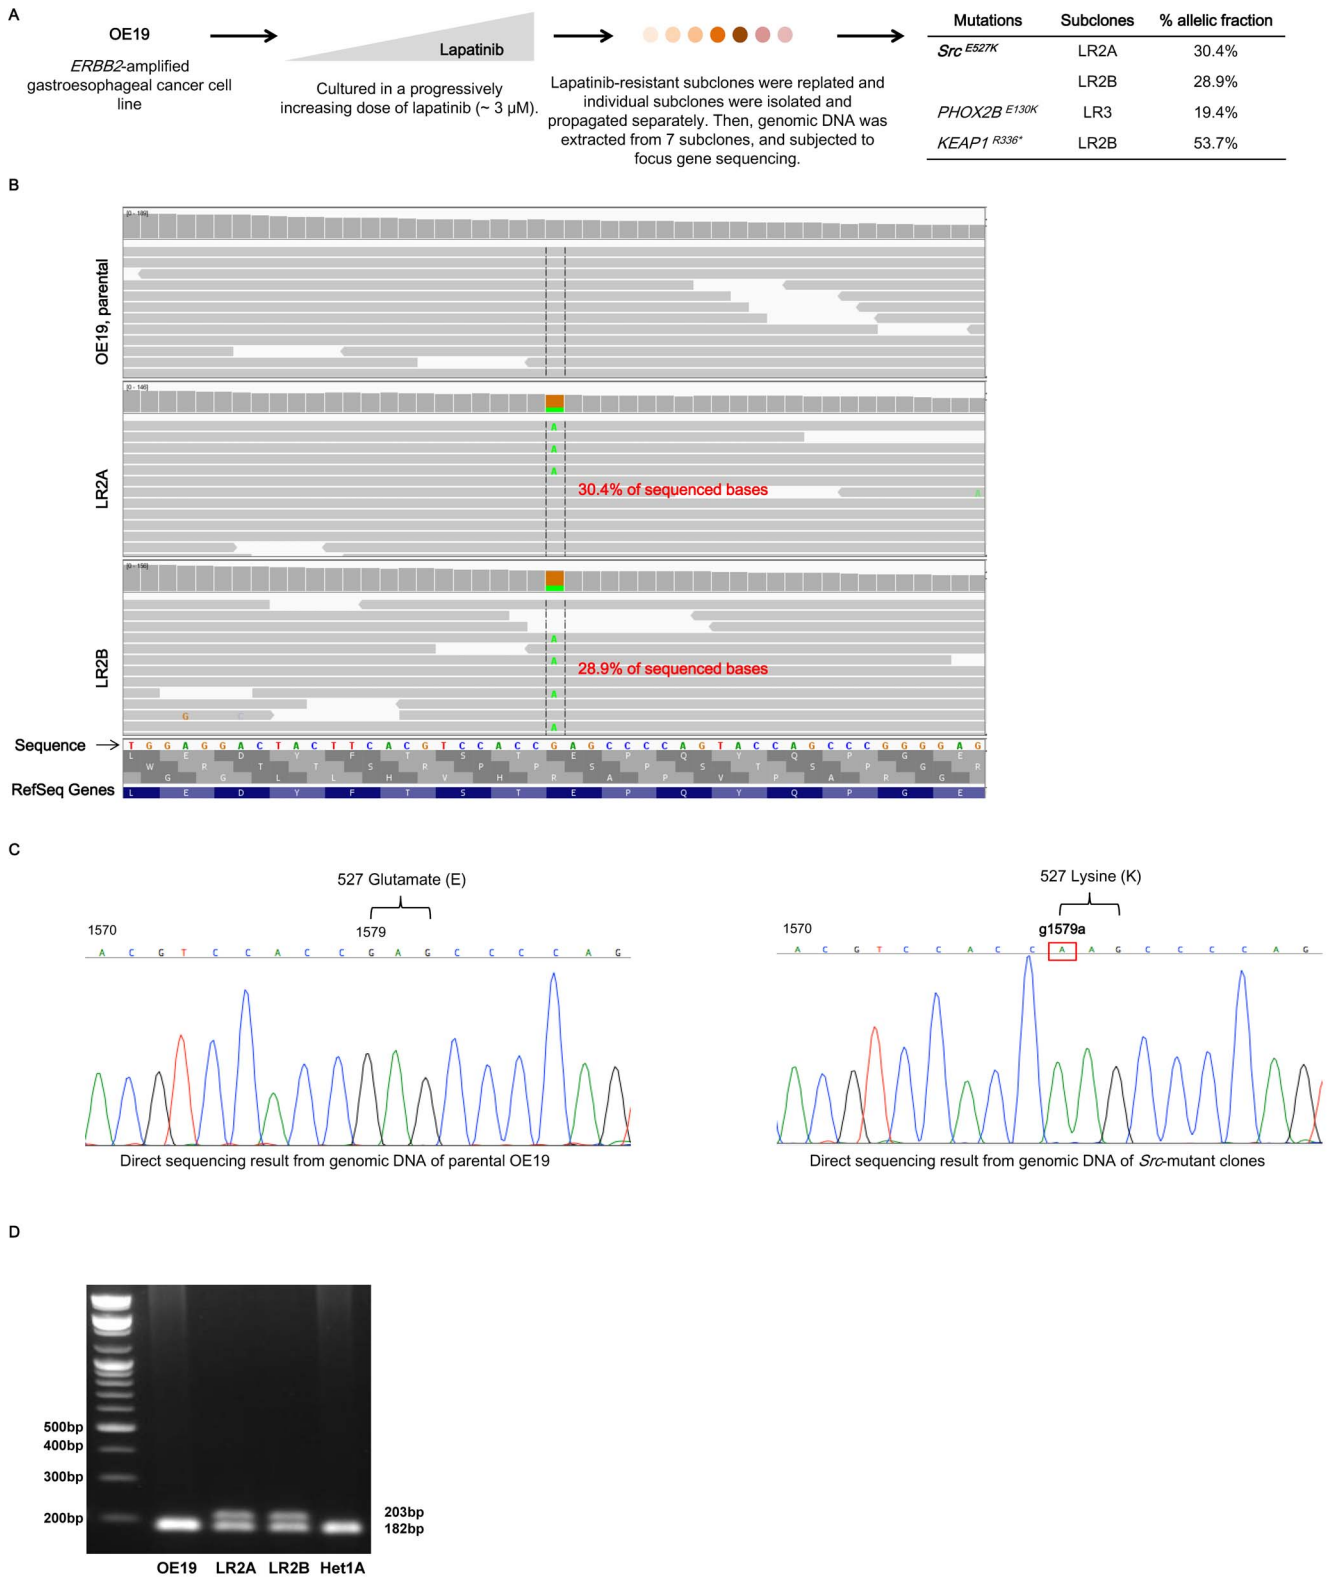 A
OE19
ERBB2-amplified
gastroesophageal cancer cell
line
Lapatinib
Cultured in a progressively
increasing dose of lapatinib (~ 3 µM).
Lapatinib-resistant subclones were replated and
individual subclones were isolated and
propagated separately. Then, genomic DNA was
extracted from 7 subclones, and subjected to
focus gene sequencing.
Mutations Subclones % allelic fraction
Src E527K LR2A 30.4%
LR2B 28.9%
PHOX2B E130K LR3 19.4%
KEAP1 R336* LR2B 53.7%
B
OE19, parental
[0 - 189]
LR2A
[0 - 146]
A
A
A
30.4% of sequenced bases
A
LR2B
[0 - 156]
A
A
28.9% of sequenced bases
A
G C
A
Sequence
T G G A G G A C T A C T T C A C G T C C A C C G A G C C C C A G T A C C A G C C C G G G G A G
L E D Y F T S T E P Q Y Q P G E
W R T T S R P P S P S T S P G R
G G L L H V H R A P V P A R G
RefSeq Genes
L E D Y F T S T E P Q Y Q P G E
C
527 Glutamate (E)
1570 1579
A C G T C C A C C G A G C C C C A G
Direct sequencing result from genomic DNA of parental OE19
527 Lysine (K)
1570 g1579a
A C G T C C A C C A A G C C C C A G
Direct sequencing result from genomic DNA of Src-mutant clones
D
500bp
400bp
300bp
200bp
203bp
182bp
OE19 LR2A LR2B Het1A